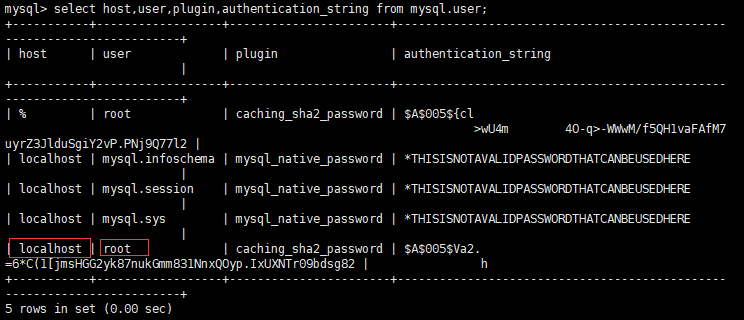 mysql> select host,user,plugin,authentication_string from mysql.user;
+-----------+------------------+-----------------------+----------------------------------------------
------------------------+
| host | user | plugin | authentication_string
|
+-----------+------------------+-----------------------+----------------------------------------------
------------------------+
| % | root | caching_sha2_password | $A$005${cl
>wU4m 4O-q>-WWwM/f5QH1vaFAfM7
uyrZ3JlduSgiY2vP.PNj9Q77l2 |
| localhost | mysql.infoschema | mysql_native_password | *THISISNOTAVALIDPASSWORDTHATCANBEUSEDHERE
|
| localhost | mysql.session | mysql_native_password | *THISISNOTAVALIDPASSWORDTHATCANBEUSEDHERE
|
| localhost | mysql.sys | mysql_native_password | *THISISNOTAVALIDPASSWORDTHATCANBEUSEDHERE
|
| localhost | root | caching_sha2_password | $A$005$Va2.
=6*C(1[jmsHGG2yk87nukGmm831NnxQOyp.IxUXNTr09bdsg82 | h
+-----------+------------------+-----------------------+----------------------------------------------
------------------------+
5 rows in set (0.00 sec)